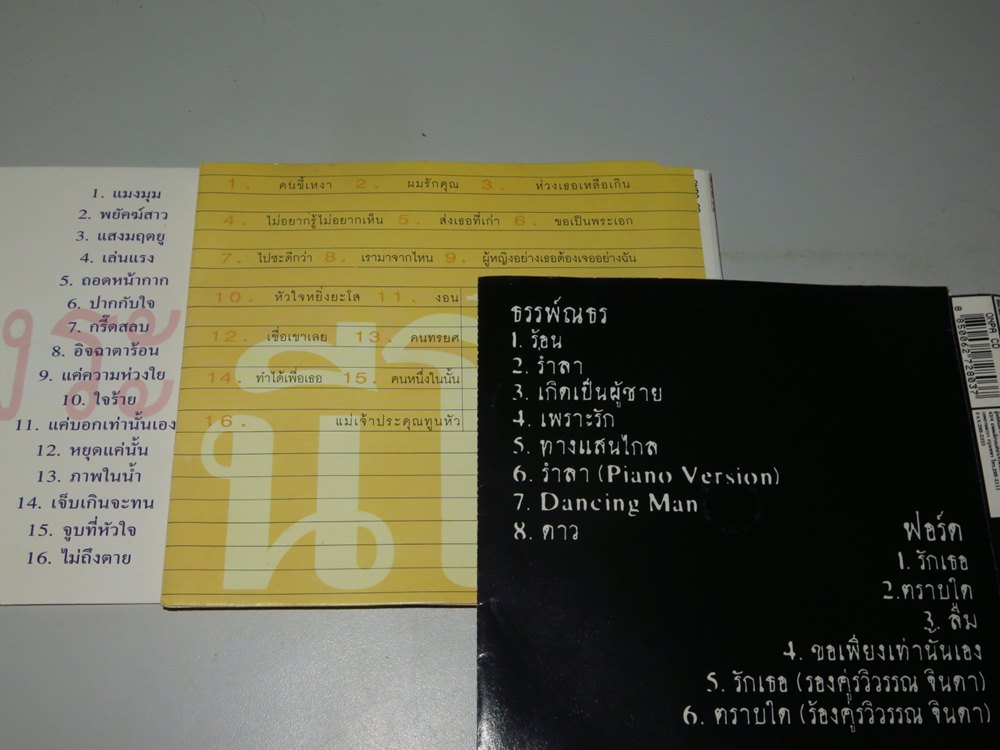 1. แมงมุม
2. พยัคฆ์สาว
3. แสงมฤตยู
4. เล่นแรง
5. ถอดหน้ากาก
6. ปากกับใจ
7. กรี๊ดสลบ
8. อิจฉาตาร้อน
9. แค่ความห่วงใย
10. ใจร้าย
11. แค่บอกเท่านั้นเอง
12. หยุดแค่นั้น
13. ภาพในน้ำ
14. เจ็บเกินจะทน
15. จูบที่หัวใจ
16. ไม่ถึงตาย
1. คนขี้เหงา 2. ผมรักคุณ 3. ห่วงเธอเหลือเกิน
4. ไม่อยากรู้ไม่อยากเห็น 5. ส่งเธอที่เก่า 6. ขอเป็นพระเอก
7. ไปซะดีกว่า 8. เรามาจากไหน 9. ผู้หญิงอย่างเธอต้องเจออย่างฉัน
10. หัวใจหยิ่งยะโส 11. งอน
12. เชื่อเขาเลย 13. คนทรยศ
14. ทำได้เพื่อเธอ 15. คนหนึ่งในนั้น
16. แม่เจ้าประคุณทูนหัว
ธรรพ์ณธร
1. ร้อน
2. รำลา
3. เกิดเป็นผู้ชาย
4. เพราะรัก
5. ทางแสนไกล
6. รำลา (Piano Version)
7. Dancing Man
8. ดาว
ฟอร์ด
1. รักเธอ
2. ตราบใด
3. ลืม
4. ขอเพียงเท่านั้นเอง
5. รักเธอ (ร้องคู่รวิวรรณ จินดา)
6. ตราบใด (ร้องคู่รวิวรรณ จินดา)
8 850062 728037